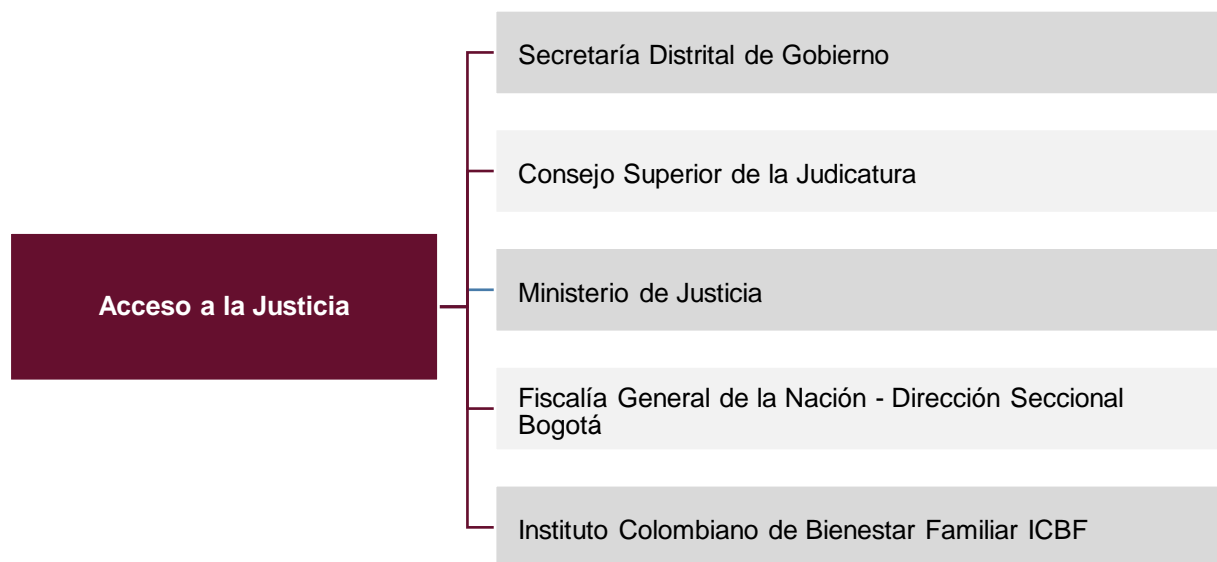 Secretaría Distrital de Gobierno
Consejo Superior de la Judicatura
Acceso a la Justicia
Ministerio de Justicia
Fiscalía General de la Nación - Dirección Seccional
Bogotá
Instituto Colombiano de Bienestar Familiar ICBF